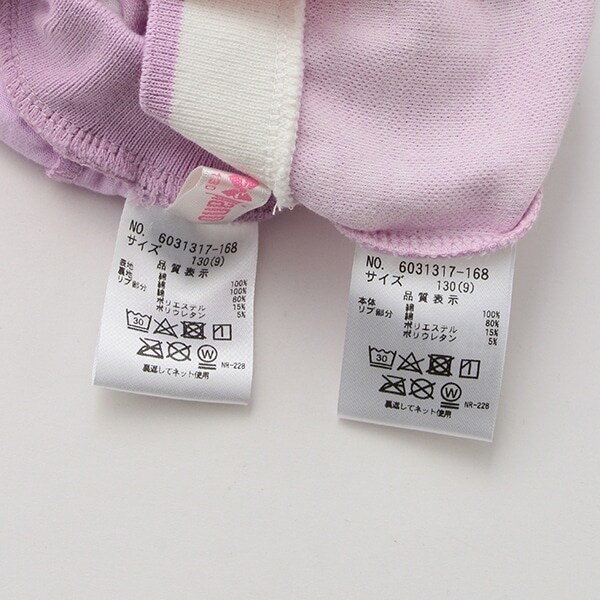 130
NO. 6031317-168
サイズ 130(9)
品質表示
表地 綿 100%
裏地 綿 100%
リブ部分 綿 80%
ポリエステル 15%
ポリウレタン 5%
30
W
NR-228
裏返してネット使用
NO. 6031317-168
サイズ 130(9)
品質表示
本体 綿 100%
リブ部分 綿 80%
ポリエステル 15%
ポリウレタン 5%
30
W
NR-228
裏返してネット使用